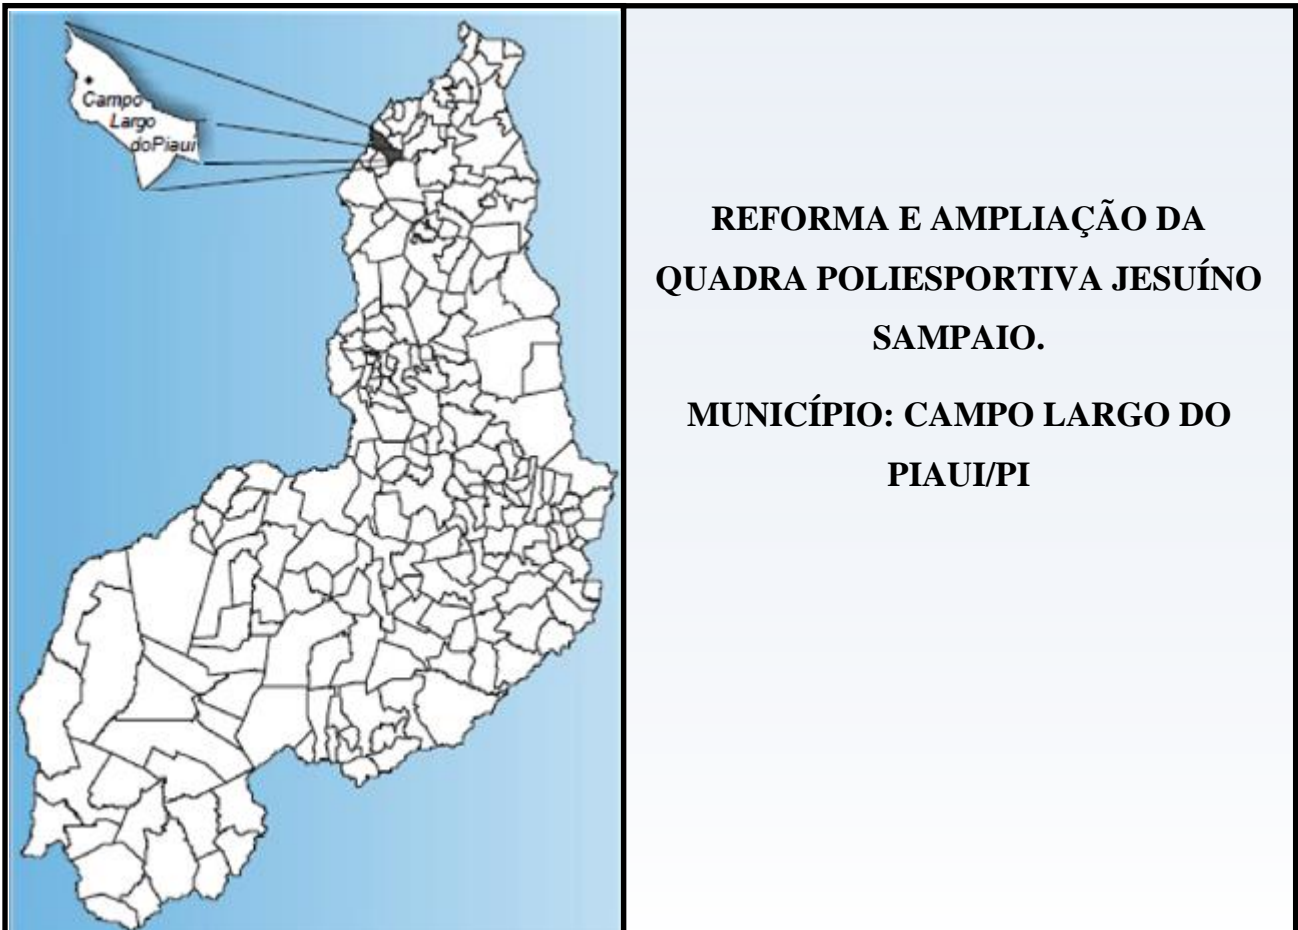 Campo
Largo
doPiauí
REFORMA E AMPLIAÇÃO DA
QUADRA POLIESPORTIVA JESUÍNO
SAMPAIO.
MUNICÍPIO: CAMPO LARGO DO
PIAUI/PI